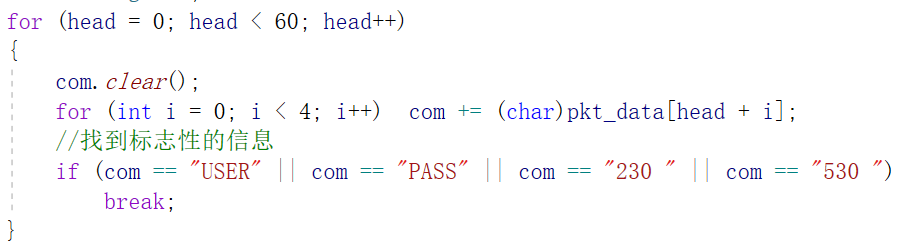 for (head = 0; head < 60; head++)
{
    com.clear();
    for (int i = 0; i < 4; i++)  com += (char)pkt_data[head + i];
    //找到标志性的信息
    if (com == "USER" || com == "PASS" || com == "230 " || com == "530 ")
        break;
}